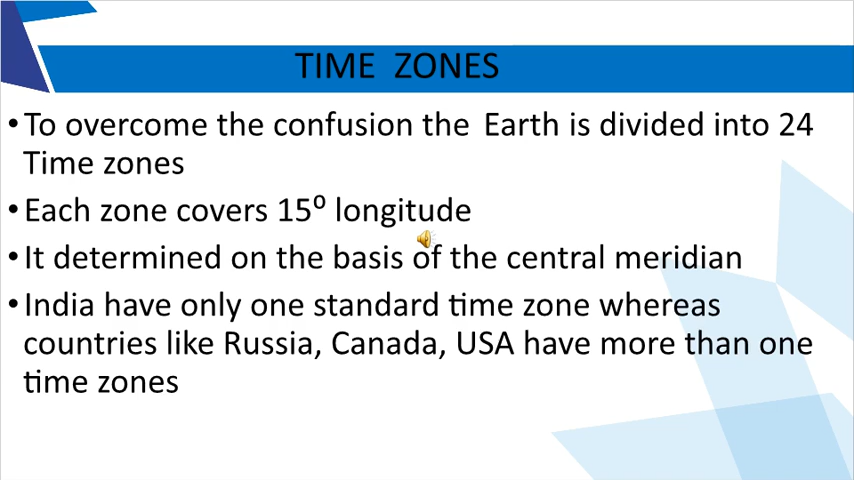 TIME ZONES
•To overcome the confusion the Earth is divided into 24
Time zones
•Each zone covers 15⁰ longitude
•It determined on the basis of the central meridian
•India have only one standard time zone whereas
countries like Russia, Canada, USA have more than one
time zones